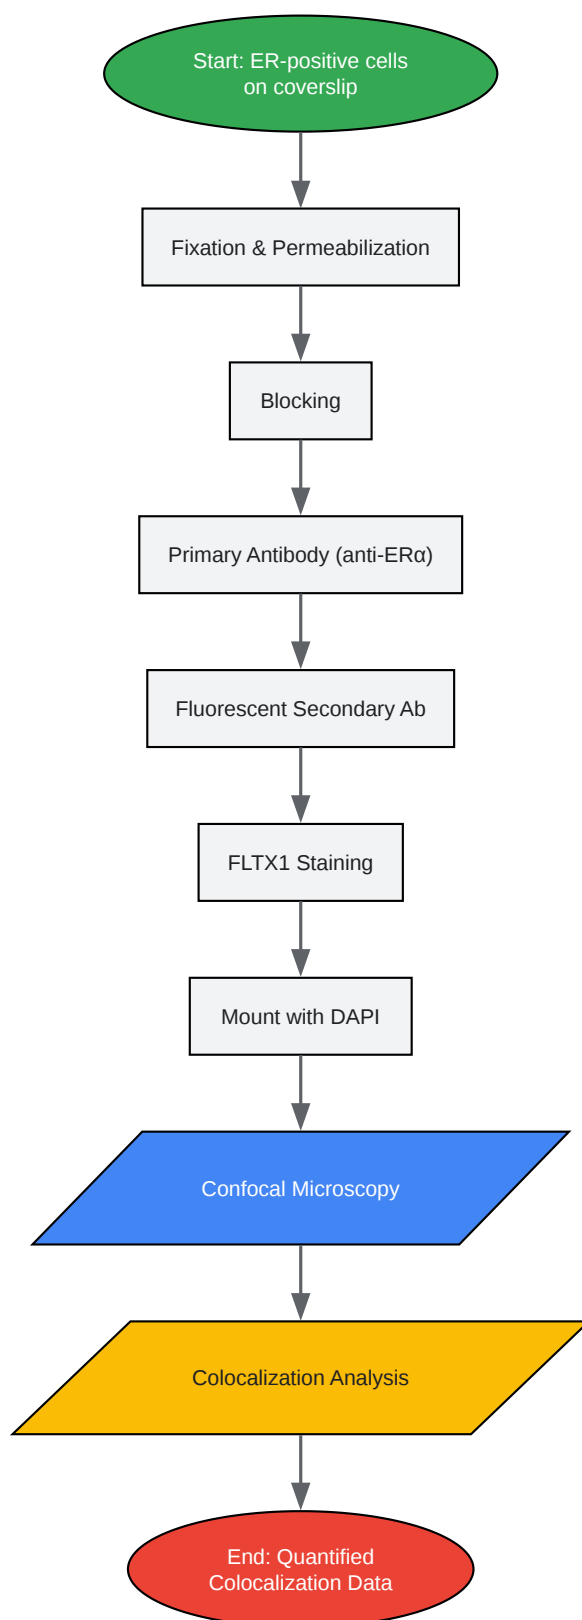 Start: ER-positive cells
on coverslip
Fixation & Permeabilization
Blocking
Primary Antibody (anti-ERα)
Fluorescent Secondary Ab
FLTX1 Staining
Mount with DAPI
Confocal Microscopy
Colocalization Analysis
End: Quantified
Colocalization Data